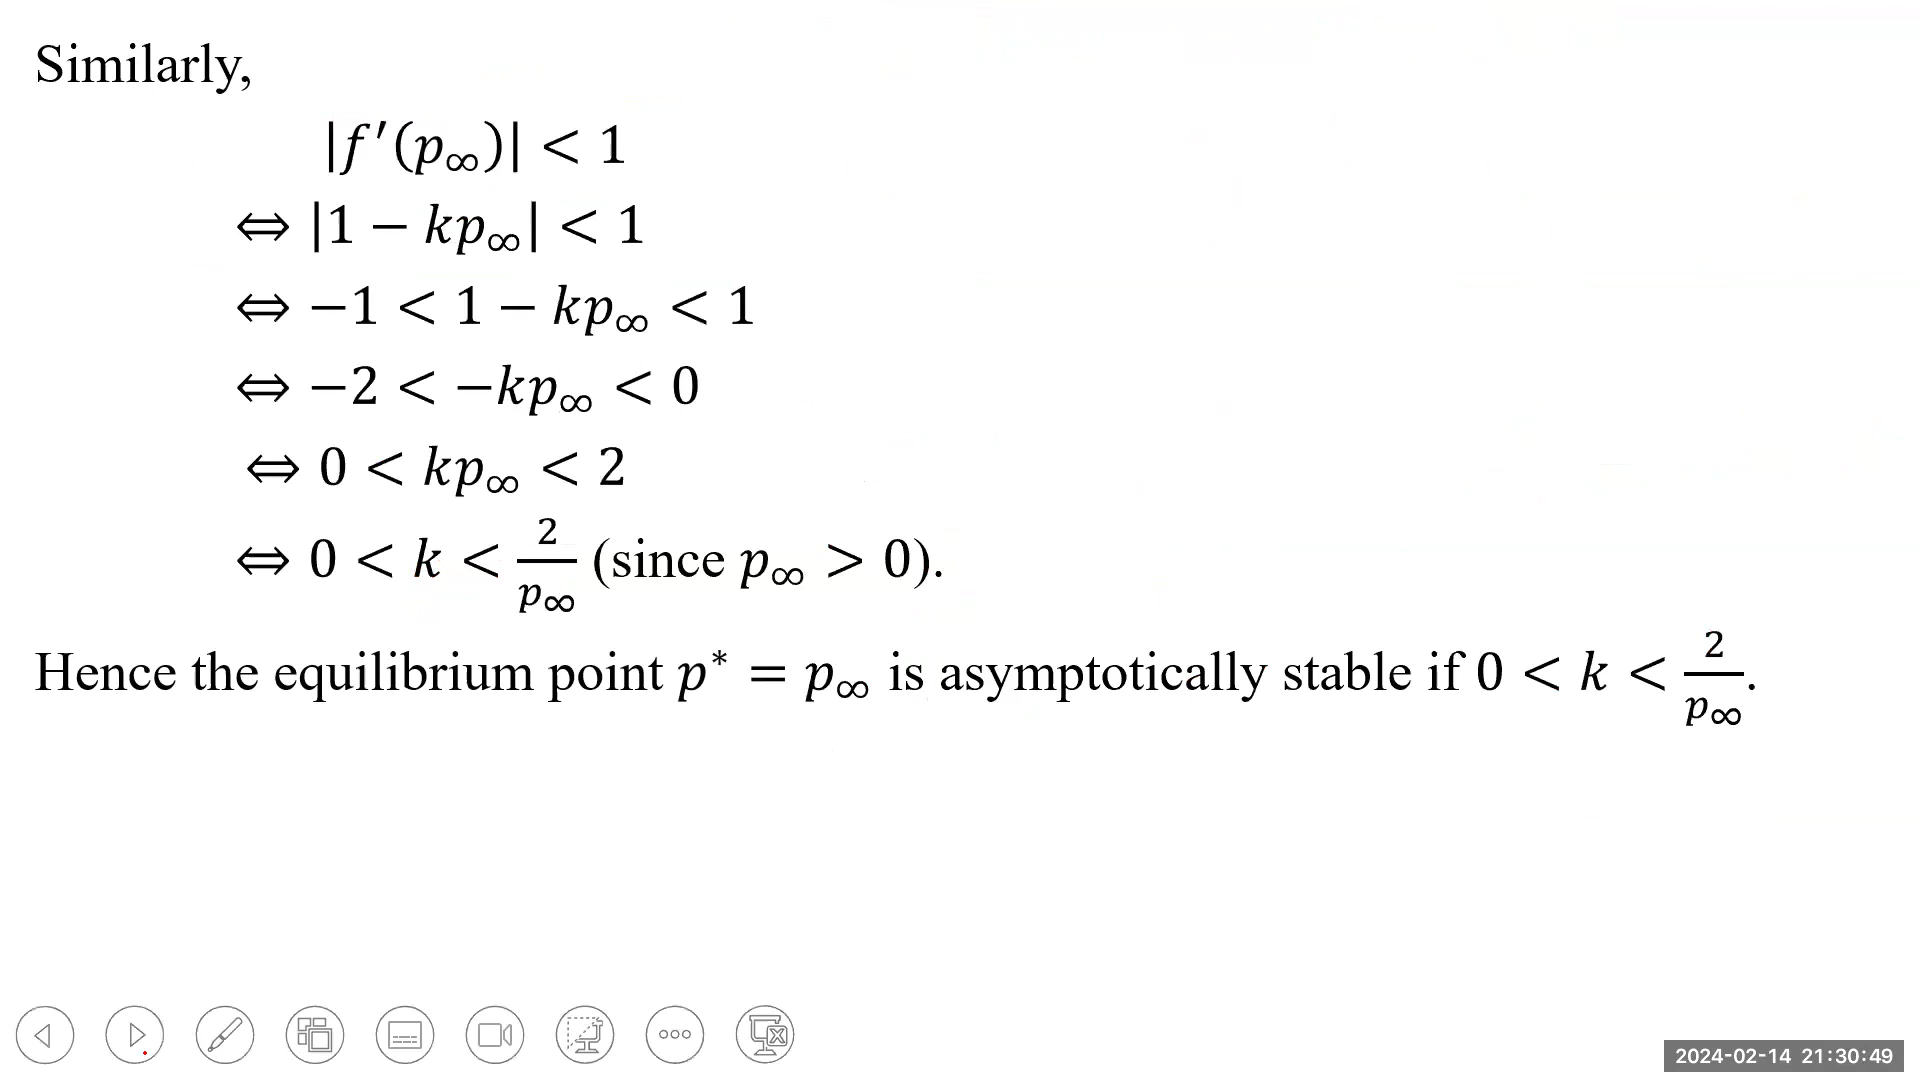 Similarly,
|f′(p∞)| < 1
⇔ |1 − kp∞| < 1
⇔ −1 < 1 − kp∞ < 1
⇔ −2 < −kp∞ < 0
⇔ 0 < kp∞ < 2
⇔ 0 < k < 2/p∞ (since p∞ > 0).
Hence the equilibrium point p* = p∞ is asymptotically stable if 0 < k < 2/p∞.
2024-02-14 21:30:49